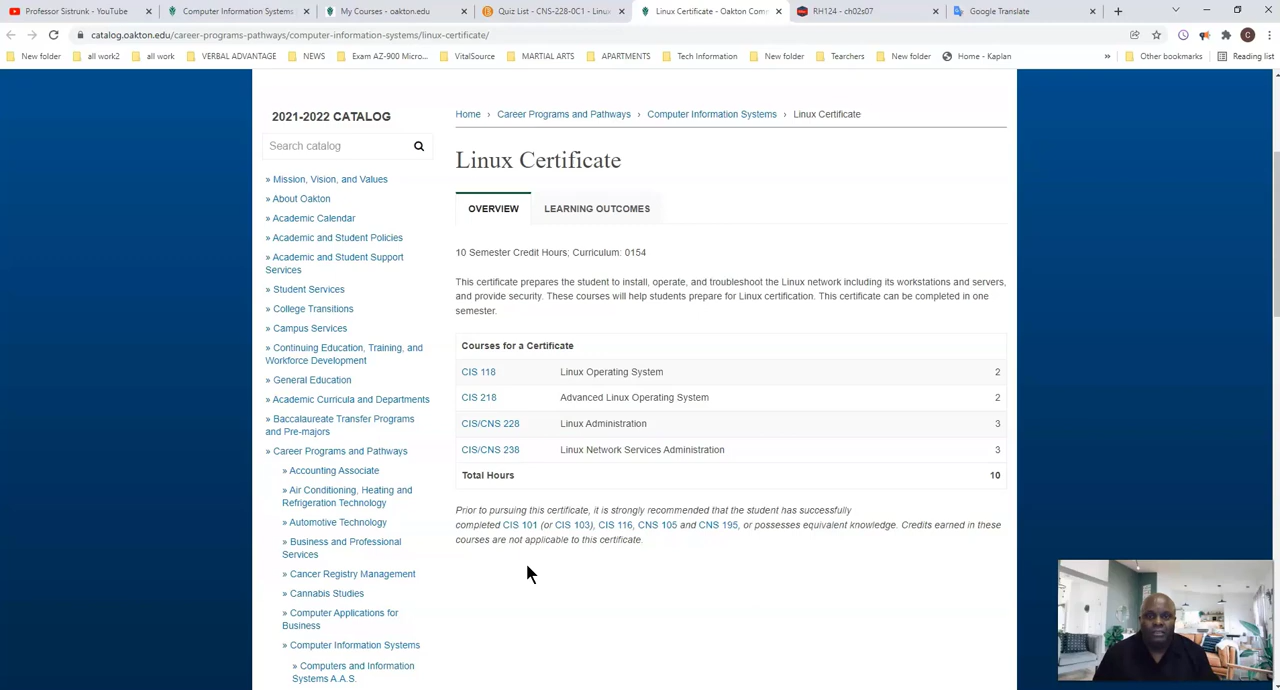 Professor Sistrunk - YouTube
Computer Information Systems
My Courses - oakton.edu
Quiz List - CNS-228-0C1 - Linux
Linux Certificate - Oakton Comm
RH124 - ch02s07
Google Translate
catalog.oakton.edu/career-programs-pathways/computer-information-systems/linux-certificate/
C
New folder
all work2
all work
VERBAL ADVANTAGE
NEWS
Exam AZ-900 Micro...
VitalSource
MARTIAL ARTS
APARTMENTS
Tech Information
New folder
Tearchers
New folder
Home - Kaplan
»
Other bookmarks
Reading list
2021-2022 CATALOG
Search catalog
» Mission, Vision, and Values
» About Oakton
» Academic Calendar
» Academic and Student Policies
» Academic and Student Support
Services
» Student Services
» College Transitions
» Campus Services
» Continuing Education, Training, and
Workforce Development
» General Education
» Academic Curricula and Departments
» Baccalaureate Transfer Programs
and Pre-majors
» Career Programs and Pathways
» Accounting Associate
» Air Conditioning, Heating and
Refrigeration Technology
» Automotive Technology
» Business and Professional
Services
» Cancer Registry Management
» Cannabis Studies
» Computer Applications for
Business
» Computer Information Systems
» Computers and Information
Systems A.A.S.
Home › Career Programs and Pathways › Computer Information Systems › Linux Certificate
Linux Certificate
OVERVIEW
LEARNING OUTCOMES
10 Semester Credit Hours; Curriculum: 0154
This certificate prepares the student to install, operate, and troubleshoot the Linux network including its workstations and servers,
and provide security. These courses will help students prepare for Linux certification. This certificate can be completed in one
semester.
Courses for a Certificate
CIS 118 Linux Operating System 2
CIS 218 Advanced Linux Operating System 2
CIS/CNS 228 Linux Administration 3
CIS/CNS 238 Linux Network Services Administration 3
Total Hours 10
Prior to pursuing this certificate, it is strongly recommended that the student has successfully
completed CIS 101 (or CIS 103), CIS 116, CNS 105 and CNS 195, or possesses equivalent knowledge. Credits earned in these
courses are not applicable to this certificate.